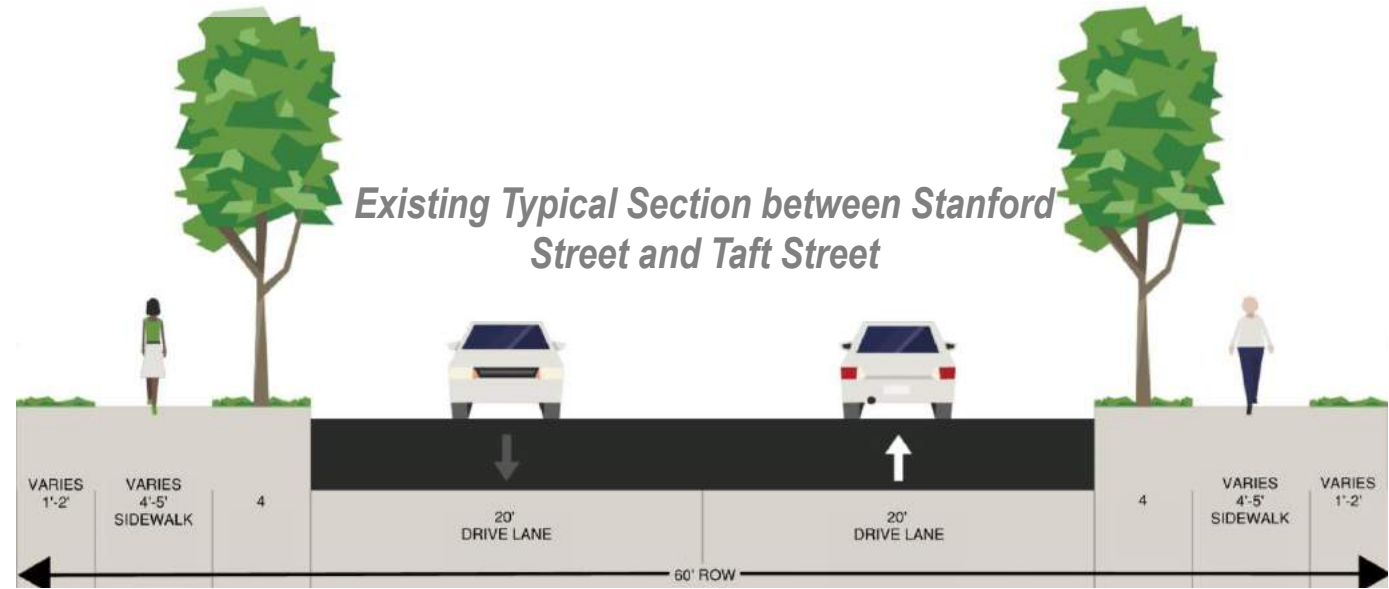 Existing Typical Section between Stanford
Street and Taft Street
VARIES
1'-2'
VARIES
4'-5'
SIDEWALK
4
20'
DRIVE LANE
20'
DRIVE LANE
4
VARIES
4'-5'
SIDEWALK
VARIES
1'-2'
60' ROW